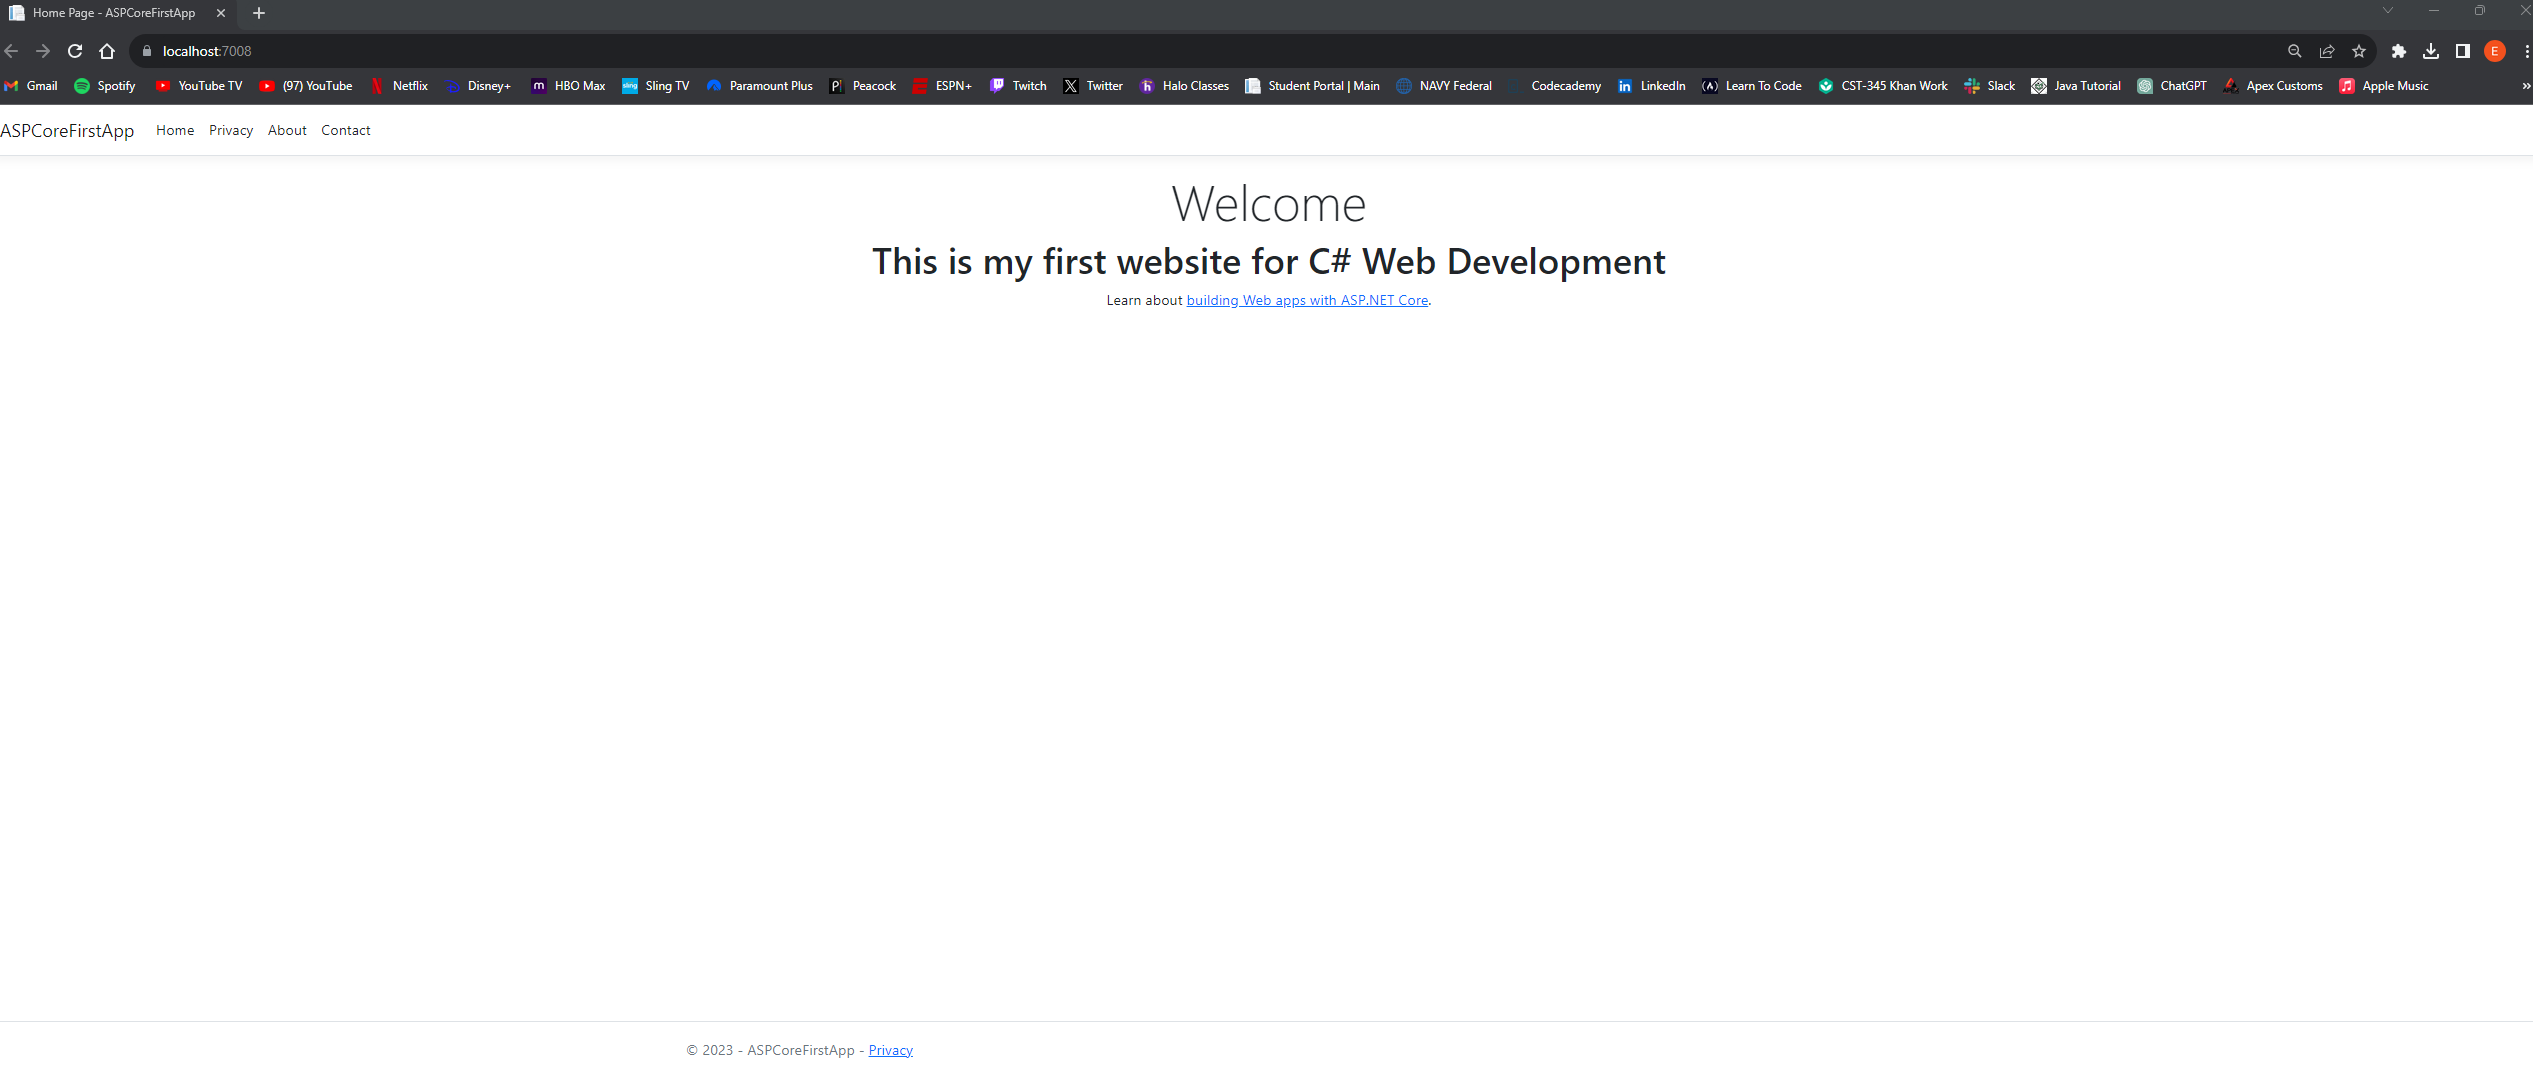 Home Page - ASPCoreFirstApp
localhost:7008
E
Gmail Spotify YouTube TV (97) YouTube Netflix Disney+ HBO Max Sling TV Paramount Plus Peacock ESPN+ Twitch Twitter Halo Classes Student Portal | Main NAVY Federal Codecademy LinkedIn Learn To Code CST-345 Khan Work Slack Java Tutorial ChatGPT Apex Customs Apple Music »
ASPCoreFirstApp Home Privacy About Contact
Welcome
This is my first website for C# Web Development
Learn about building Web apps with ASP.NET Core.
© 2023 - ASPCoreFirstApp - Privacy